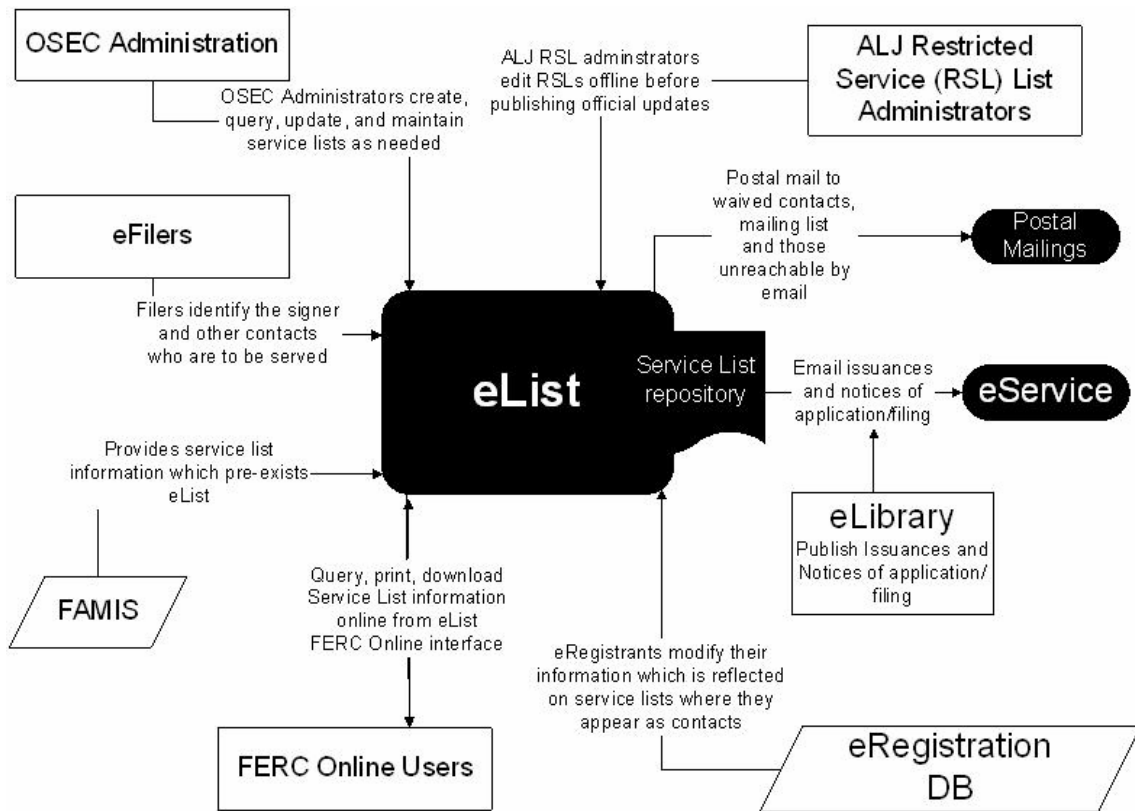 OSEC Administration
OSEC Administrators create,
query, update, and maintain
service lists as needed
ALJ RSL adminstrators
edit RSLs offline before
publishing official updates
ALJ Restricted
Service (RSL) List
Administrators
eFilers
Filers identify the signer
and other contacts
who are to be served
Postal mail to
waived contacts,
mailing list
and those
unreachable by
email
Postal
Mailings
eList
Service List
repository
Email issuances
and notices of
application/filing
eService
Provides service list
information which pre-exists
eList
FAMIS
eLibrary
Publish Issuances and
Notices of application/
filing
Query, print, download
Service List information
online from eList
FERC Online interface
FERC Online Users
eRegistrants modify their
information which is reflected
on service lists where they
appear as contacts
eRegistration
DB